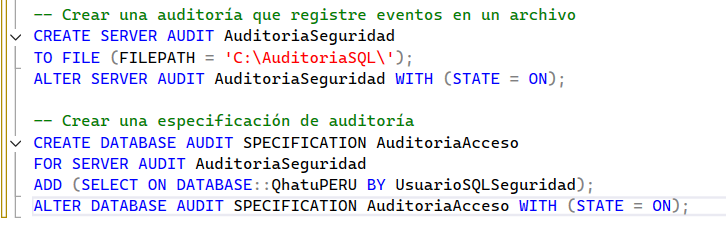 -- Crear una auditoría que registre eventos en un archivo
CREATE SERVER AUDIT AuditoriaSeguridad
TO FILE (FILEPATH = 'C:\AuditoriaSQL\');
ALTER SERVER AUDIT AuditoriaSeguridad WITH (STATE = ON);
-- Crear una especificación de auditoría
CREATE DATABASE AUDIT SPECIFICATION AuditoriaAcceso
FOR SERVER AUDIT AuditoriaSeguridad
ADD (SELECT ON DATABASE::QhatuPERU BY UsuarioSQLSeguridad);
ALTER DATABASE AUDIT SPECIFICATION AuditoriaAcceso WITH (STATE = ON);